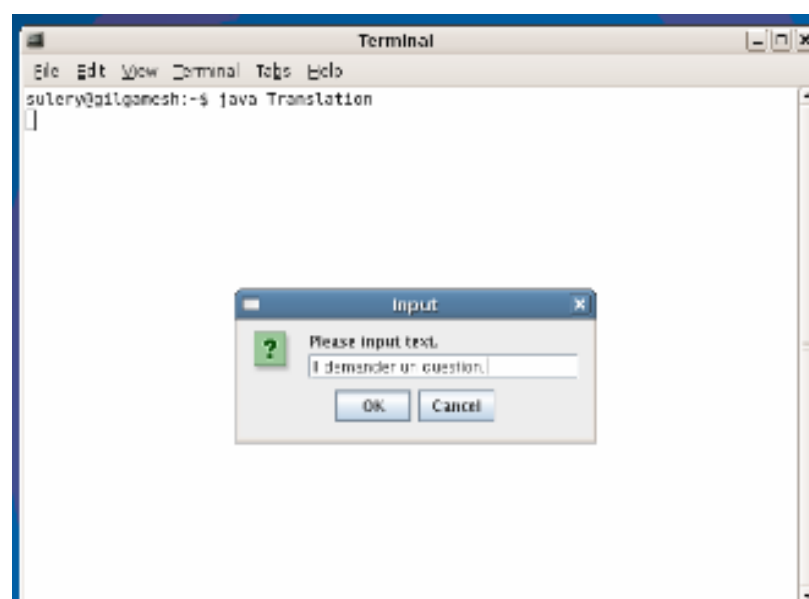 Terminal
File Edit View Terminal Tabs Help
sulery@gilgamesh:~$ java Translation
Input
?
Please input text.
Il demander un question.
OK Cancel